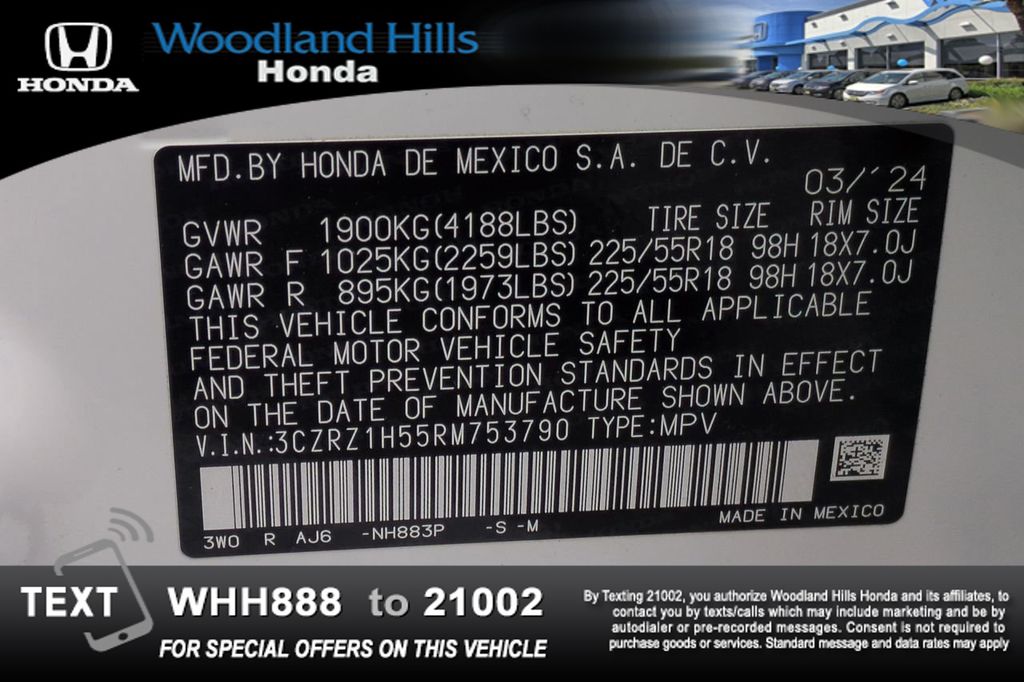 HONDA
Woodland Hills
Honda
MFD.BY HONDA DE MEXICO S.A. DE C.V.
03/´24
GVWR 1900KG(4188LBS) TIRE SIZE RIM SIZE
GAWR F 1025KG(2259LBS) 225/55R18 98H 18X7.0J
GAWR R 895KG(1973LBS) 225/55R18 98H 18X7.0J
THIS VEHICLE CONFORMS TO ALL APPLICABLE
FEDERAL MOTOR VEHICLE SAFETY
AND THEFT PREVENTION STANDARDS IN EFFECT
ON THE DATE OF MANUFACTURE SHOWN ABOVE.
V.I.N.:3CZRZ1H55RM753790 TYPE:MPV
3W0 R AJ6 -NH883P -S -M MADE IN MEXICO
TEXT WHH888 to 21002
FOR SPECIAL OFFERS ON THIS VEHICLE
By Texting 21002, you authorize Woodland Hills Honda and its affiliates, to
contact you by texts/calls which may include marketing and be by
autodialer or pre-recorded messages. Consent is not required to
purchase goods or services. Standard message and data rates may apply